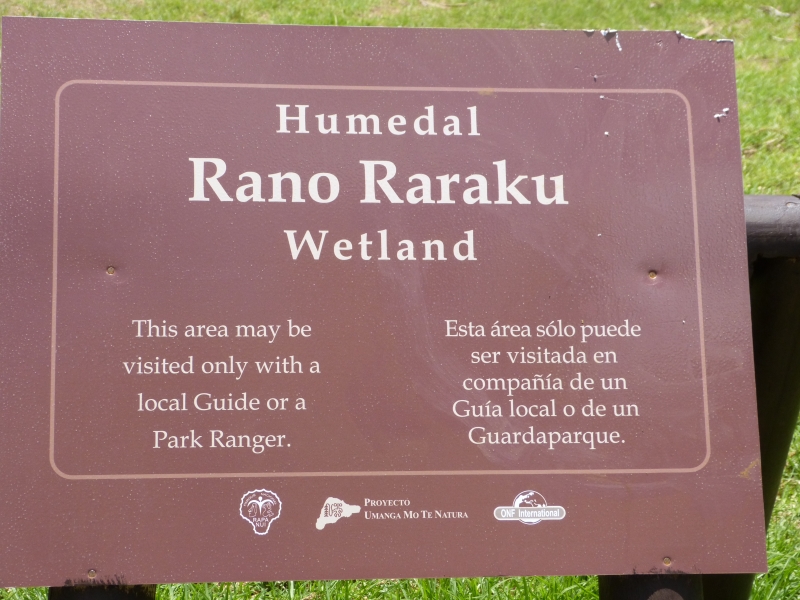 Humedal
Rano Raraku
Wetland
This area may be
visited only with a
local Guide or a
Park Ranger.
Esta área sólo puede
ser visitada en
compañía de un
Guía local o de un
Guardaparque.
RAPA
NUI
PROYECTO
UMANGA MO TE NATURA
ONF International